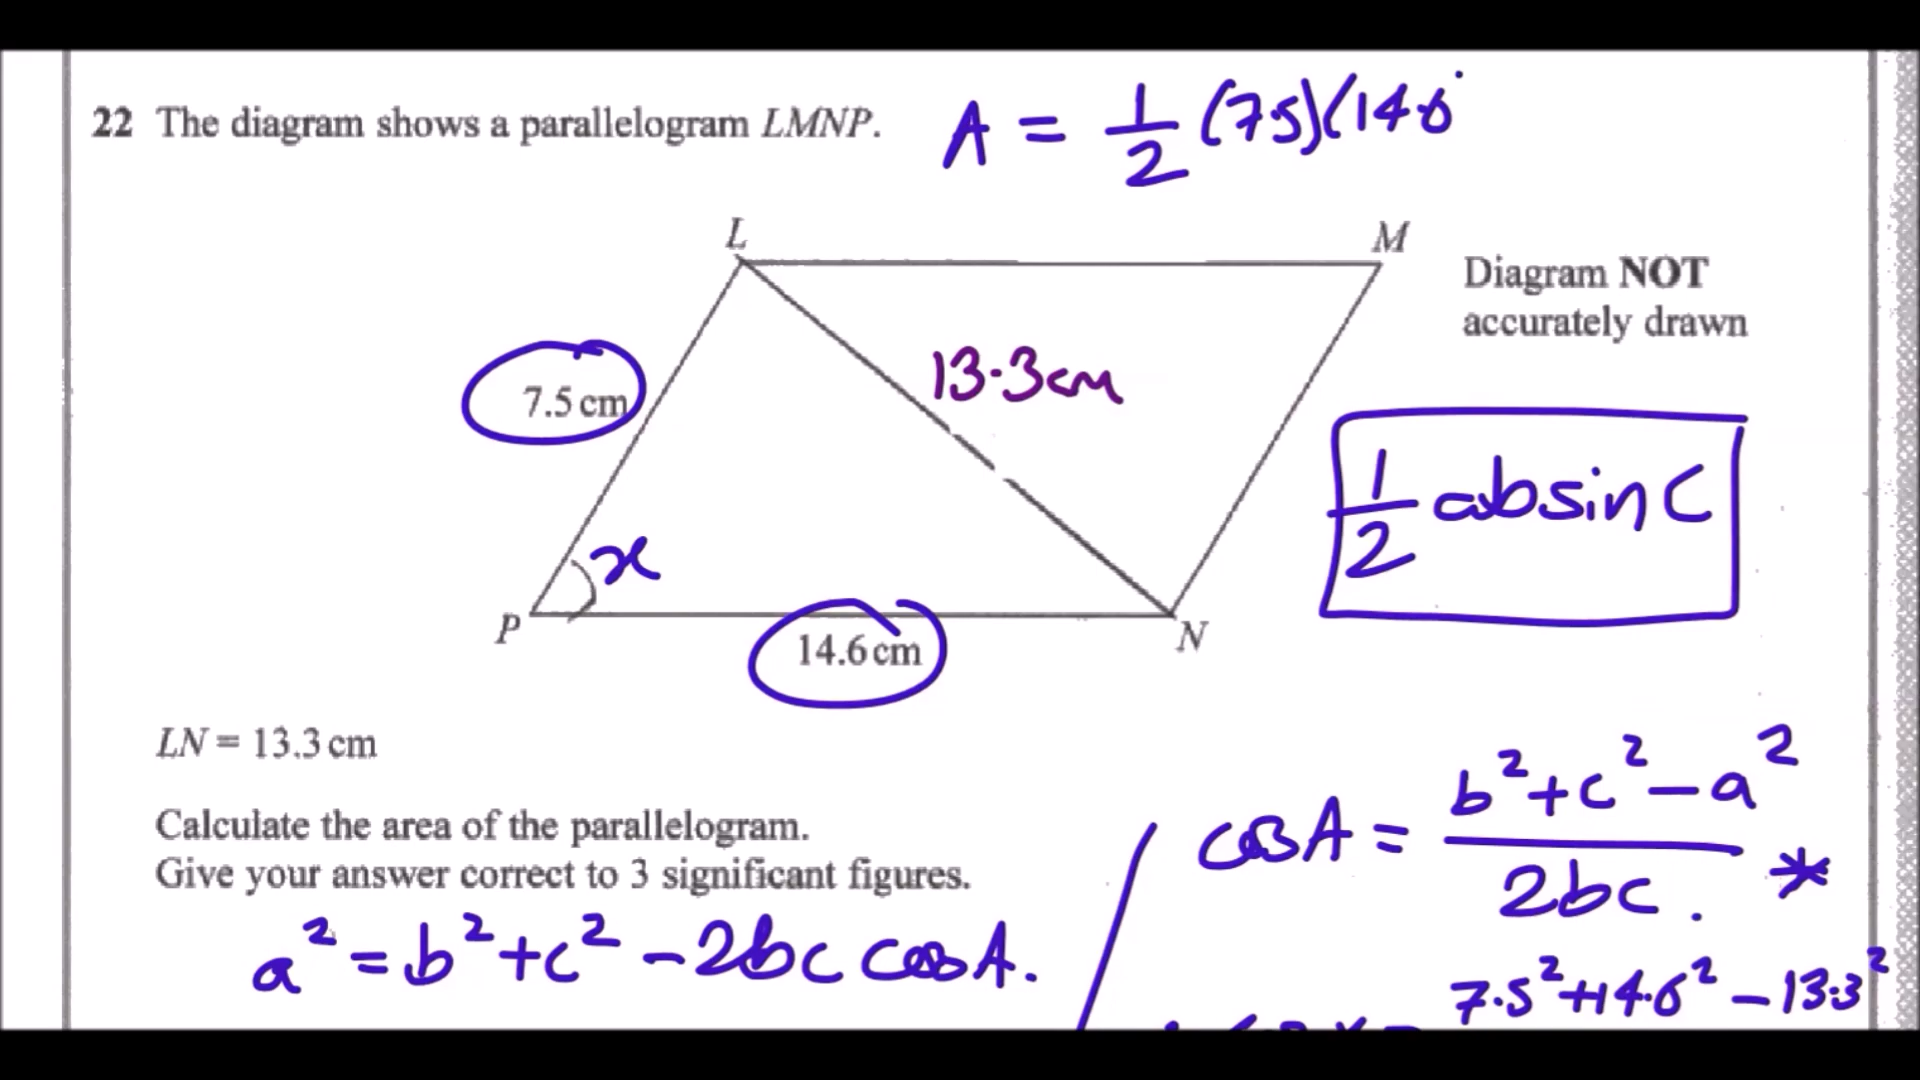 22 The diagram shows a parallelogram LMNP.
A = 1/2 (7.5)(14.6
L
M
Diagram NOT
accurately drawn
7.5 cm
13.3cm
1/2 absinC
x
P
14.6 cm
N
LN = 13.3 cm
Calculate the area of the parallelogram.
Give your answer correct to 3 significant figures.
cosA = b²+c²−a² / 2bc. *
a² = b²+c² −2bc cosA.
7.5²+14.6² −13.3²